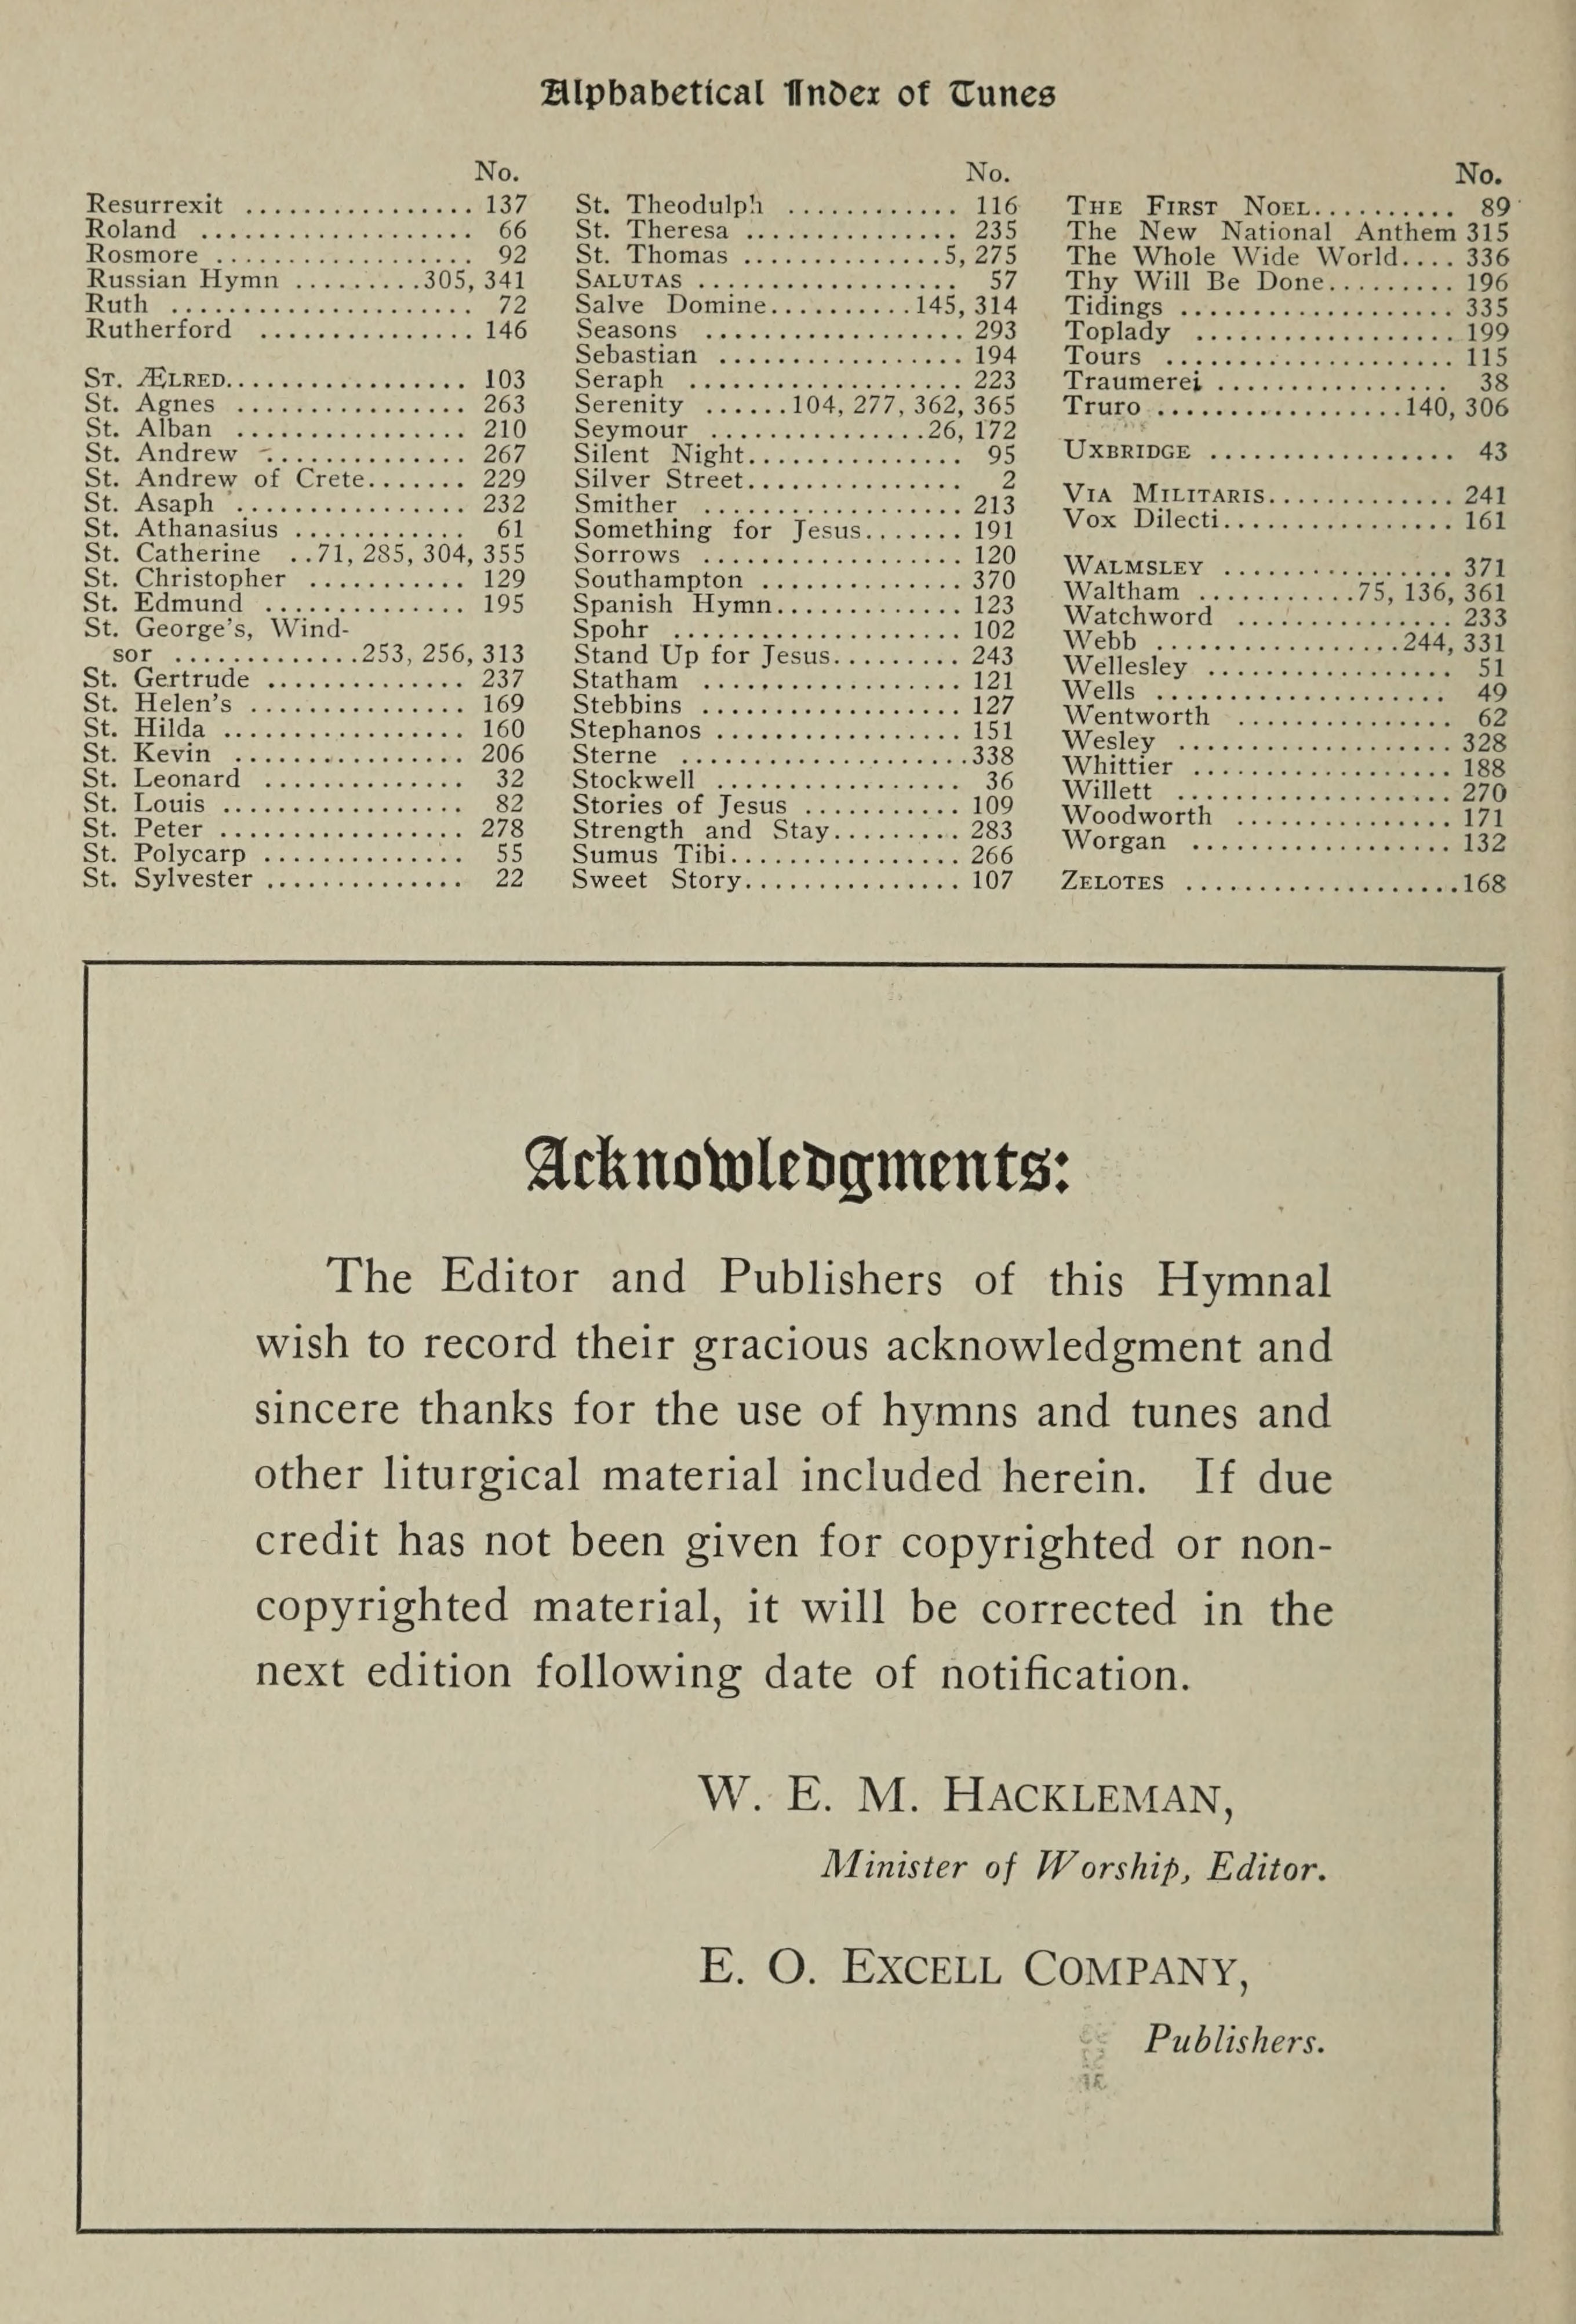 Alphabetical Index of Tunes
No.
Resurrexit ................ 137
Roland ................... 66
Rosmore .................. 92
Russian Hymn .........305, 341
Ruth ..................... 72
Rutherford ............... 146
St. Ælred................. 103
St. Agnes ................ 263
St. Alban ................ 210
St. Andrew .............. 267
St. Andrew of Crete....... 229
St. Asaph ................ 232
St. Athanasius ............ 61
St. Catherine ..71, 285, 304, 355
St. Christopher ........... 129
St. Edmund .............. 195
St. George's, Wind-
sor .............253, 256, 313
St. Gertrude .............. 237
St. Helen's ............... 169
St. Hilda ................. 160
St. Kevin ................ 206
St. Leonard .............. 32
St. Louis ................. 82
St. Peter ................. 278
St. Polycarp .............. 55
St. Sylvester .............. 22
No.
St. Theodulph ............ 116
St. Theresa ............... 235
St. Thomas ..............5, 275
Salutas .................. 57
Salve Domine..........145, 314
Seasons .................. 293
Sebastian ................. 194
Seraph ................... 223
Serenity ......104, 277, 362, 365
Seymour ...............26, 172
Silent Night............... 95
Silver Street............... 2
Smither .................. 213
Something for Jesus....... 191
Sorrows .................. 120
Southampton .............. 370
Spanish Hymn............. 123
Spohr .................... 102
Stand Up for Jesus......... 243
Statham .................. 121
Stebbins .................. 127
Stephanos ................. 151
Sterne ....................338
Stockwell ................. 36
Stories of Jesus ........... 109
Strength and Stay......... 283
Sumus Tibi................ 266
Sweet Story............... 107
No.
The First Noel.......... 89
The New National Anthem 315
The Whole Wide World.... 336
Thy Will Be Done......... 196
Tidings ................... 335
Toplady .................. 199
Tours .................... 115
Traumerei ................ 38
Truro .................140, 306
Uxbridge ................. 43
Via Militaris............. 241
Vox Dilecti................ 161
Walmsley ................ 371
Waltham ...........75, 136, 361
Watchword ............... 233
Webb .................244, 331
Wellesley ................. 51
Wells .................... 49
Wentworth ............... 62
Wesley ................... 328
Whittier .................. 188
Willett ................... 270
Woodworth ............... 171
Worgan .................. 132
Zelotes ...................168
Acknowledgments:
The Editor and Publishers of this Hymnal
wish to record their gracious acknowledgment and
sincere thanks for the use of hymns and tunes and
other liturgical material included herein. If due
credit has not been given for copyrighted or non-
copyrighted material, it will be corrected in the
next edition following date of notification.
W. E. M. Hackleman,
Minister of Worship, Editor.
E. O. Excell Company,
Publishers.